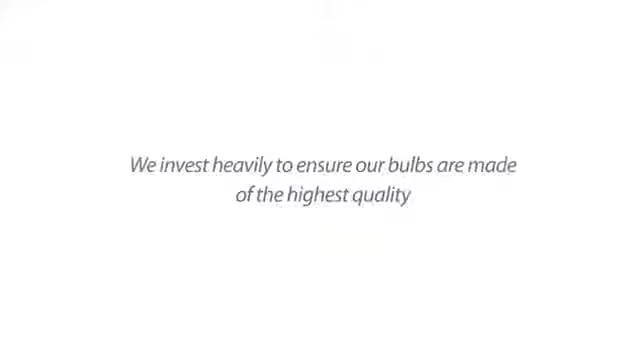 We invest heavily to ensure our bulbs are made
of the highest quality